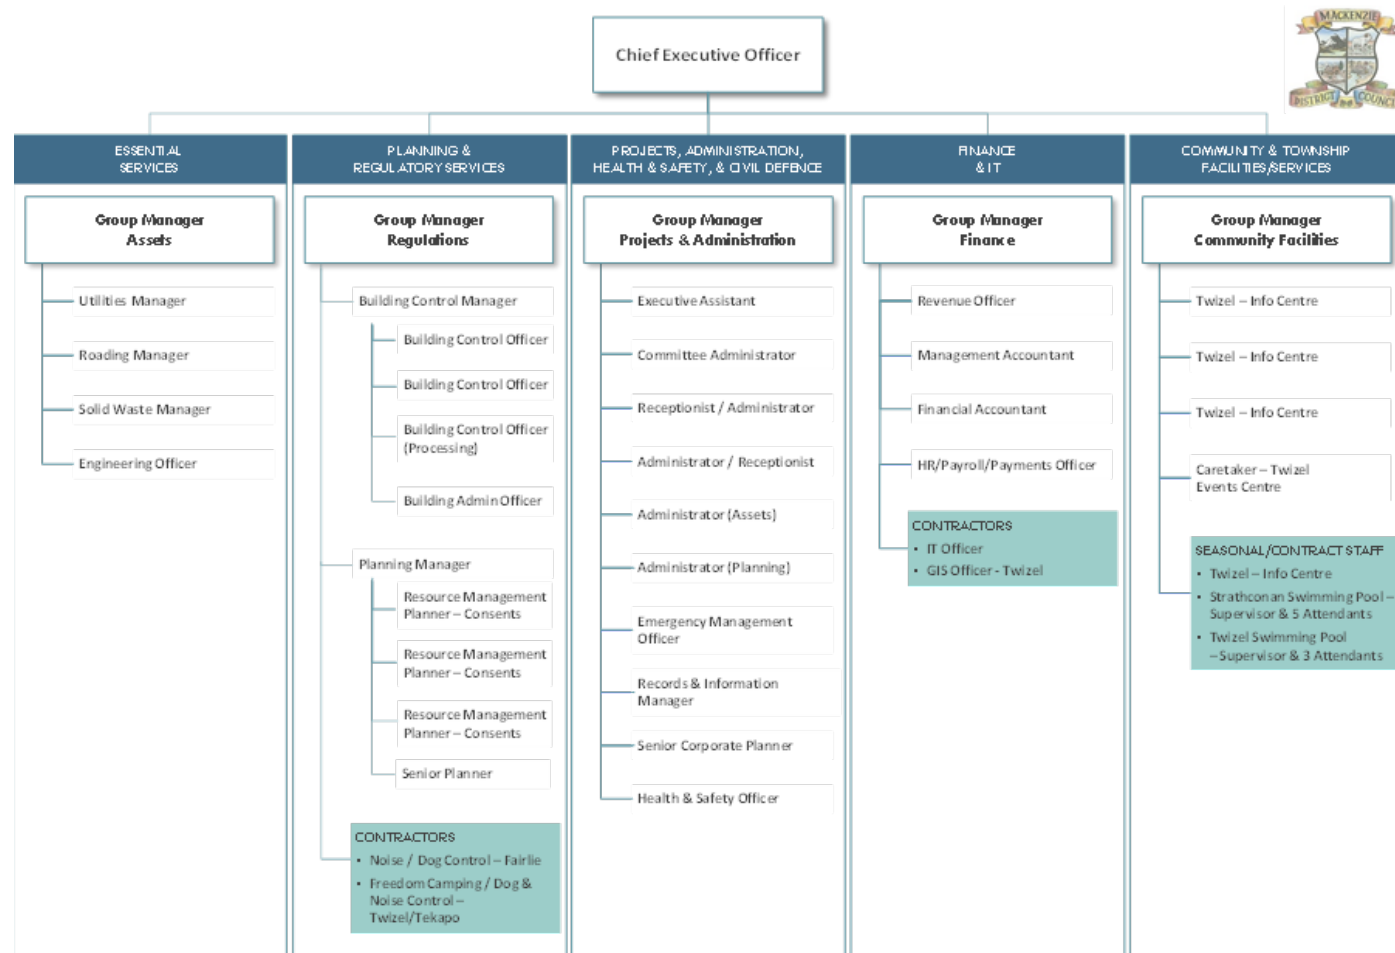 MACKENZIE
DISTRICT COUNCIL
Chief Executive Officer
ESSENTIAL
SERVICES
Group Manager
Assets
Utilities Manager
Roading Manager
Solid Waste Manager
Engineering Officer
PLANNING &
REGULATORY SERVICES
Group Manager
Regulations
Building Control Manager
Building Control Officer
Building Control Officer
Building Control Officer
(Processing)
Building Admin Officer
Planning Manager
Resource Management
Planner – Consents
Resource Management
Planner – Consents
Resource Management
Planner – Consents
Senior Planner
CONTRACTORS
• Noise / Dog Control – Fairlie
• Freedom Camping / Dog &
Noise Control –
Twizel/Tekapo
PROJECTS, ADMINISTRATION,
HEALTH & SAFETY, & CIVIL DEFENCE
Group Manager
Projects & Administration
Executive Assistant
Committee Administrator
Receptionist / Administrator
Administrator / Receptionist
Administrator (Assets)
Administrator (Planning)
Emergency Management
Officer
Records & Information
Manager
Senior Corporate Planner
Health & Safety Officer
FINANCE
& IT
Group Manager
Finance
Revenue Officer
Management Accountant
Financial Accountant
HR/Payroll/Payments Officer
CONTRACTORS
• IT Officer
• GIS Officer - Twizel
COMMUNITY & TOWNSHIP
FACILITIES/SERVICES
Group Manager
Community Facilities
Twizel – Info Centre
Twizel – Info Centre
Twizel – Info Centre
Caretaker – Twizel
Events Centre
SEASONAL/CONTRACT STAFF
• Twizel – Info Centre
• Strathconan Swimming Pool –
Supervisor & 5 Attendants
• Twizel Swimming Pool
– Supervisor & 3 Attendants